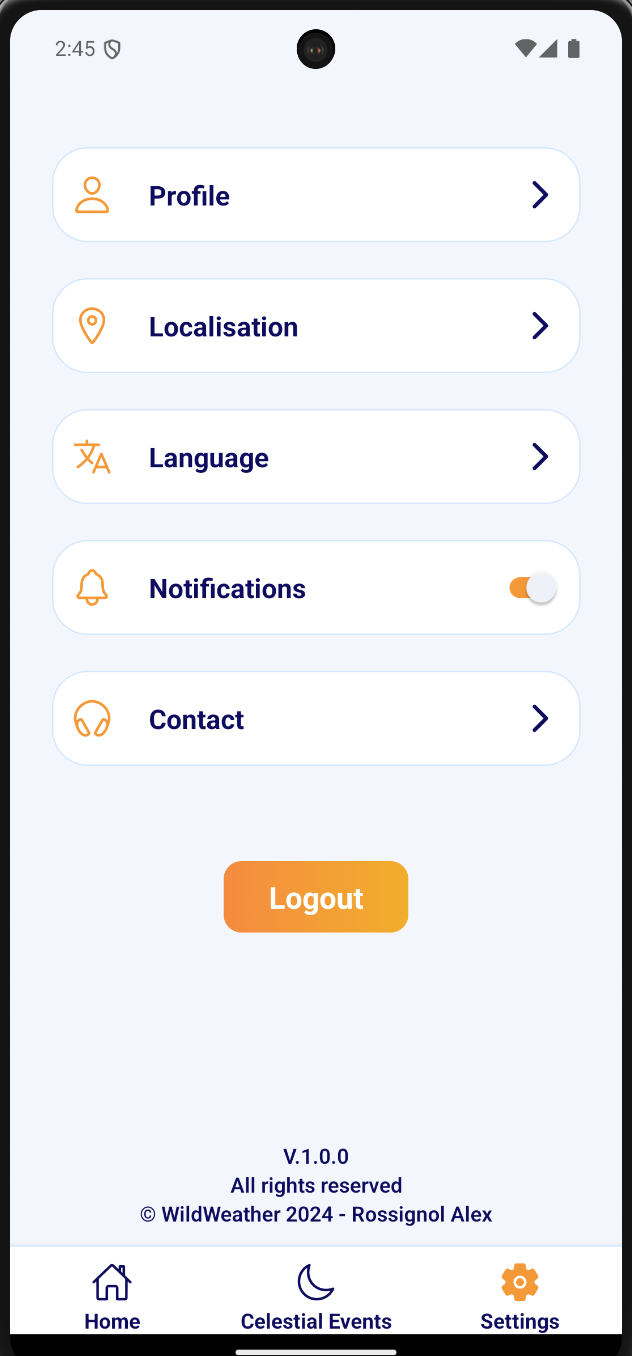 2:45
Profile
Localisation
Language
Notifications
Contact
Logout
V.1.0.0
All rights reserved
© WildWeather 2024 - Rossignol Alex
Home Celestial Events Settings